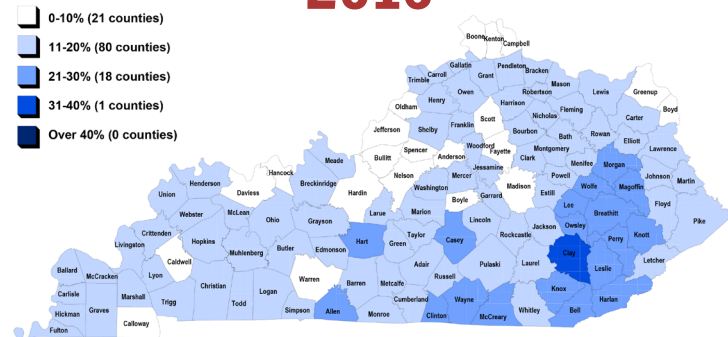 2016
0-10% (21 counties)
11-20% (80 counties)
21-30% (18 counties)
31-40% (1 counties)
Over 40% (0 counties)
Boone Kenton Campbell
Gallatin Pendleton Bracken
Trimble Carroll Grant Mason
Owen Robertson Lewis Greenup
Henry Harrison
Oldham Nicholas Fleming Boyd
Scott Carter
Jefferson Shelby Franklin Bourbon Bath Rowan
Elliott
Woodford Montgomery Lawrence
Spencer Fayette
Bullitt Anderson Clark Menifee Morgan
Meade Jessamine
Hancock Nelson Mercer Powell Johnson
Henderson Breckinridge Washington Madison Wolfe Magoffin Martin
Union Daviess Hardin Garrard Estill
Boyle Lee Floyd
Webster McLean Larue Marion Lincoln Breathitt
Ohio Grayson Jackson Owsley Pike
Crittenden Taylor Rockcastle
Livingston Hopkins Muhlenberg Butler Edmonson Hart Green Casey Perry Knott
Clay
Caldwell Adair Pulaski Laurel Letcher
Ballard McCracken Lyon Warren Barren Metcalfe Russell Leslie
Carlisle Marshall Christian Logan Knox
Trigg Todd Cumberland Wayne Harlan
Hickman Graves Simpson Allen Monroe Clinton McCreary Whitley Bell
Fulton Calloway